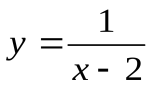 y = 1/(x - 2)